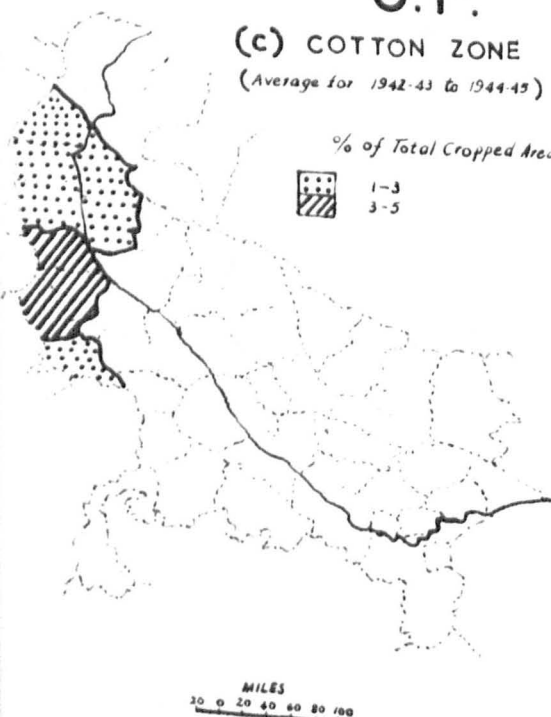 U.P.
(c) COTTON ZONE
(Average for 1942-43 to 1944-45)
% of Total Cropped Area
1-3
3-5
MILES
20 0 20 40 60 80 100